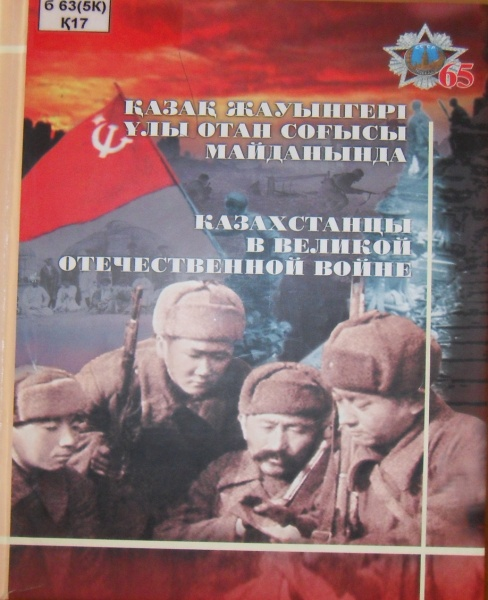 б 63(5К)
Қ17
65
ҚАЗАҚ ЖАУЫНГЕРІ
ҰЛЫ ОТАН СОҒЫСЫ
МАЙДАНЫНДА
КАЗАХСТАНЦЫ
В ВЕЛИКОЙ
ОТЕЧЕСТВЕННОЙ ВОЙНЕ